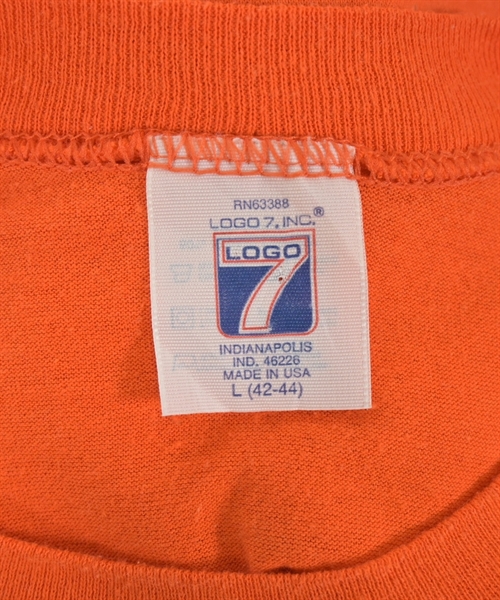 RN63388
LOGO 7, INC.®
LOGO
7
INDIANAPOLIS
IND. 46226
MADE IN USA
L (42-44)